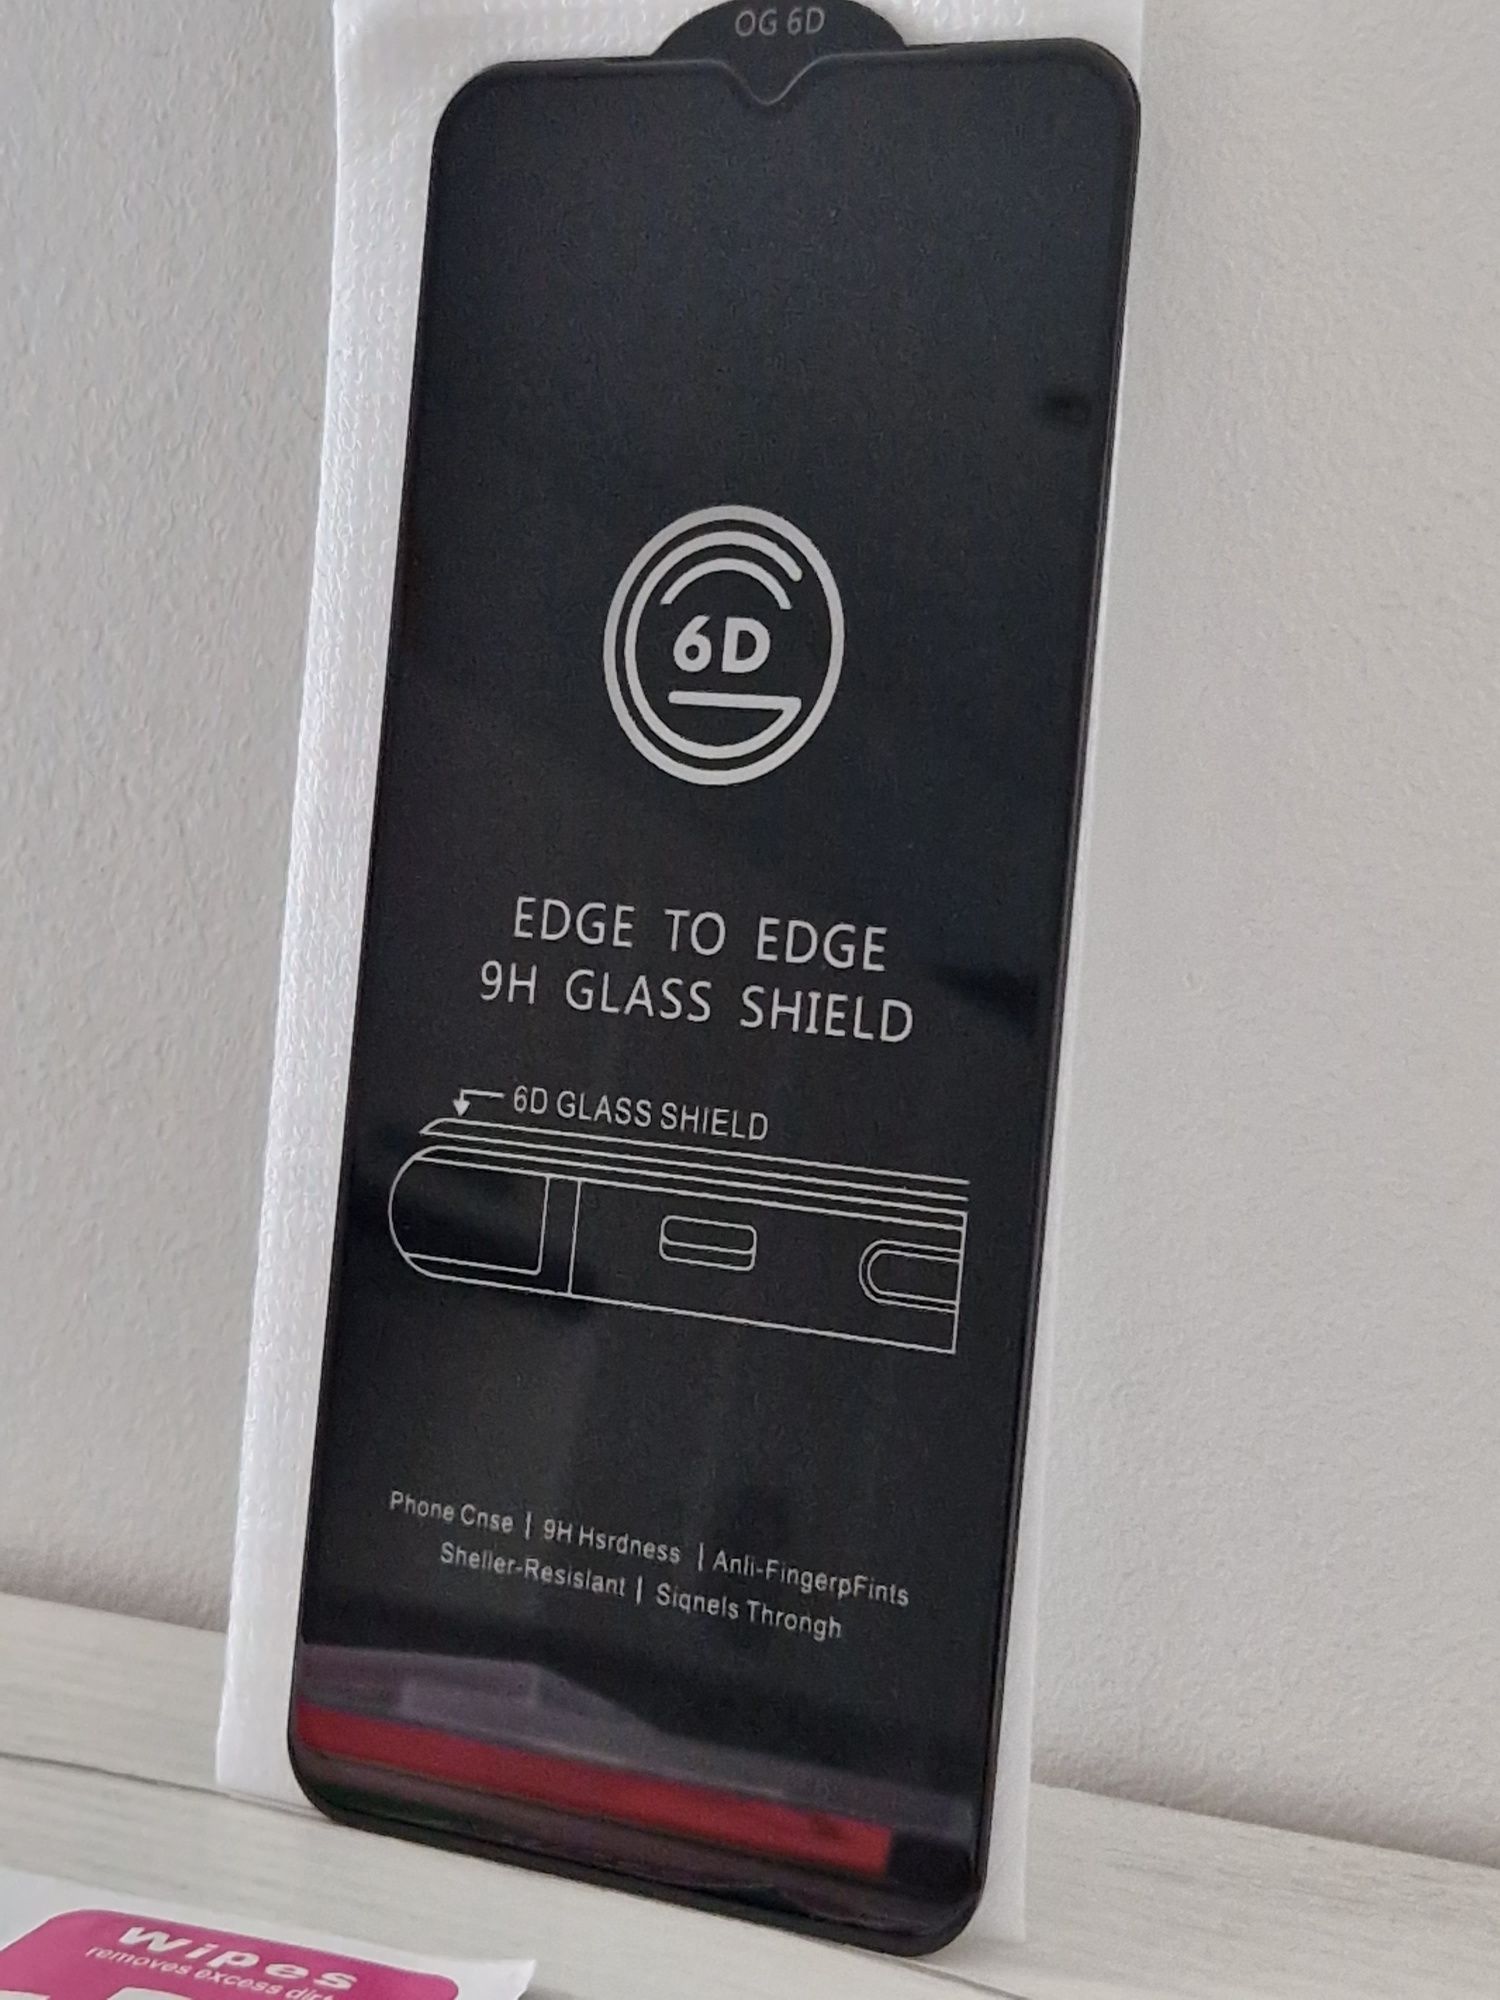 OG 6D
6D
EDGE TO EDGE
9H GLASS SHIELD
6D GLASS SHIELD
Phone Cnse | 9H Hsrdness | Anli-FingerpFints
Sheller-Resislant | Siqnels Throngh
wipes
removes excess dirt